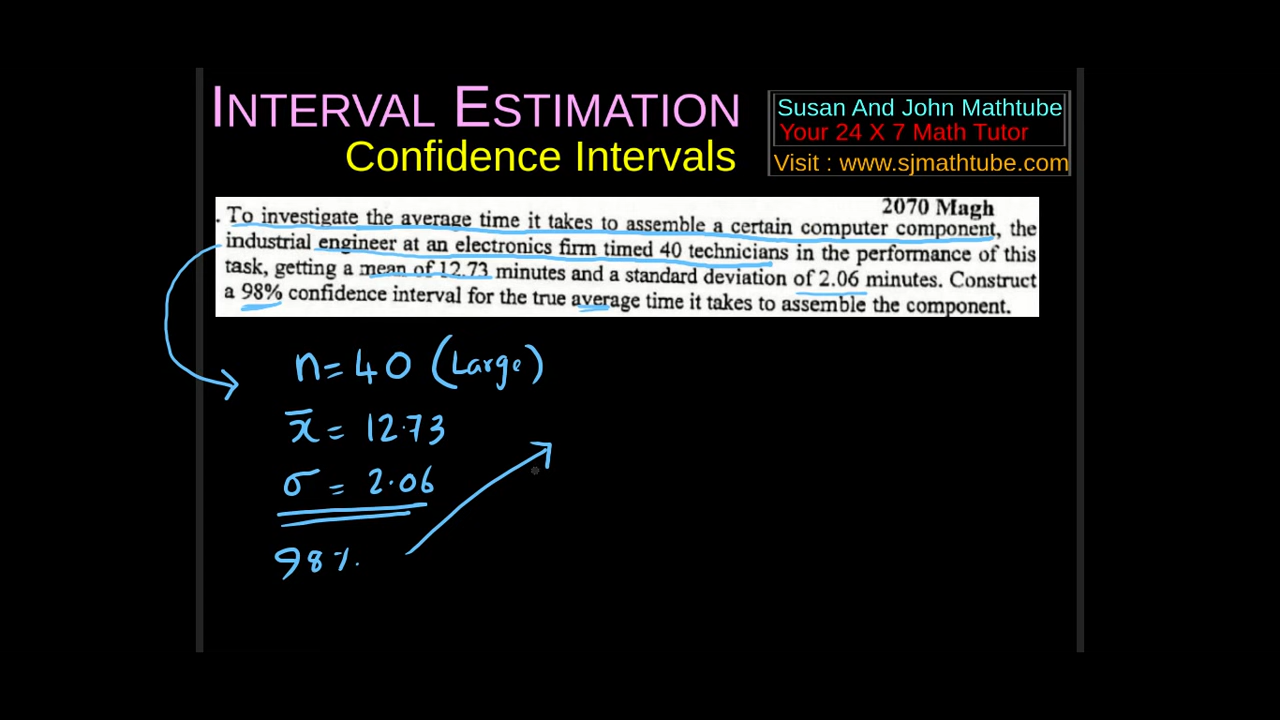 INTERVAL ESTIMATION
Confidence Intervals
Susan And John Mathtube
Your 24 X 7 Math Tutor
Visit : www.sjmathtube.com
2070 Magh
. To investigate the average time it takes to assemble a certain computer component, the
industrial engineer at an electronics firm timed 40 technicians in the performance of this
task, getting a mean of 12.73 minutes and a standard deviation of 2.06 minutes. Construct
a 98% confidence interval for the true average time it takes to assemble the component.
n = 40 (Large)
x̄ = 12.73
σ = 2.06
98%.